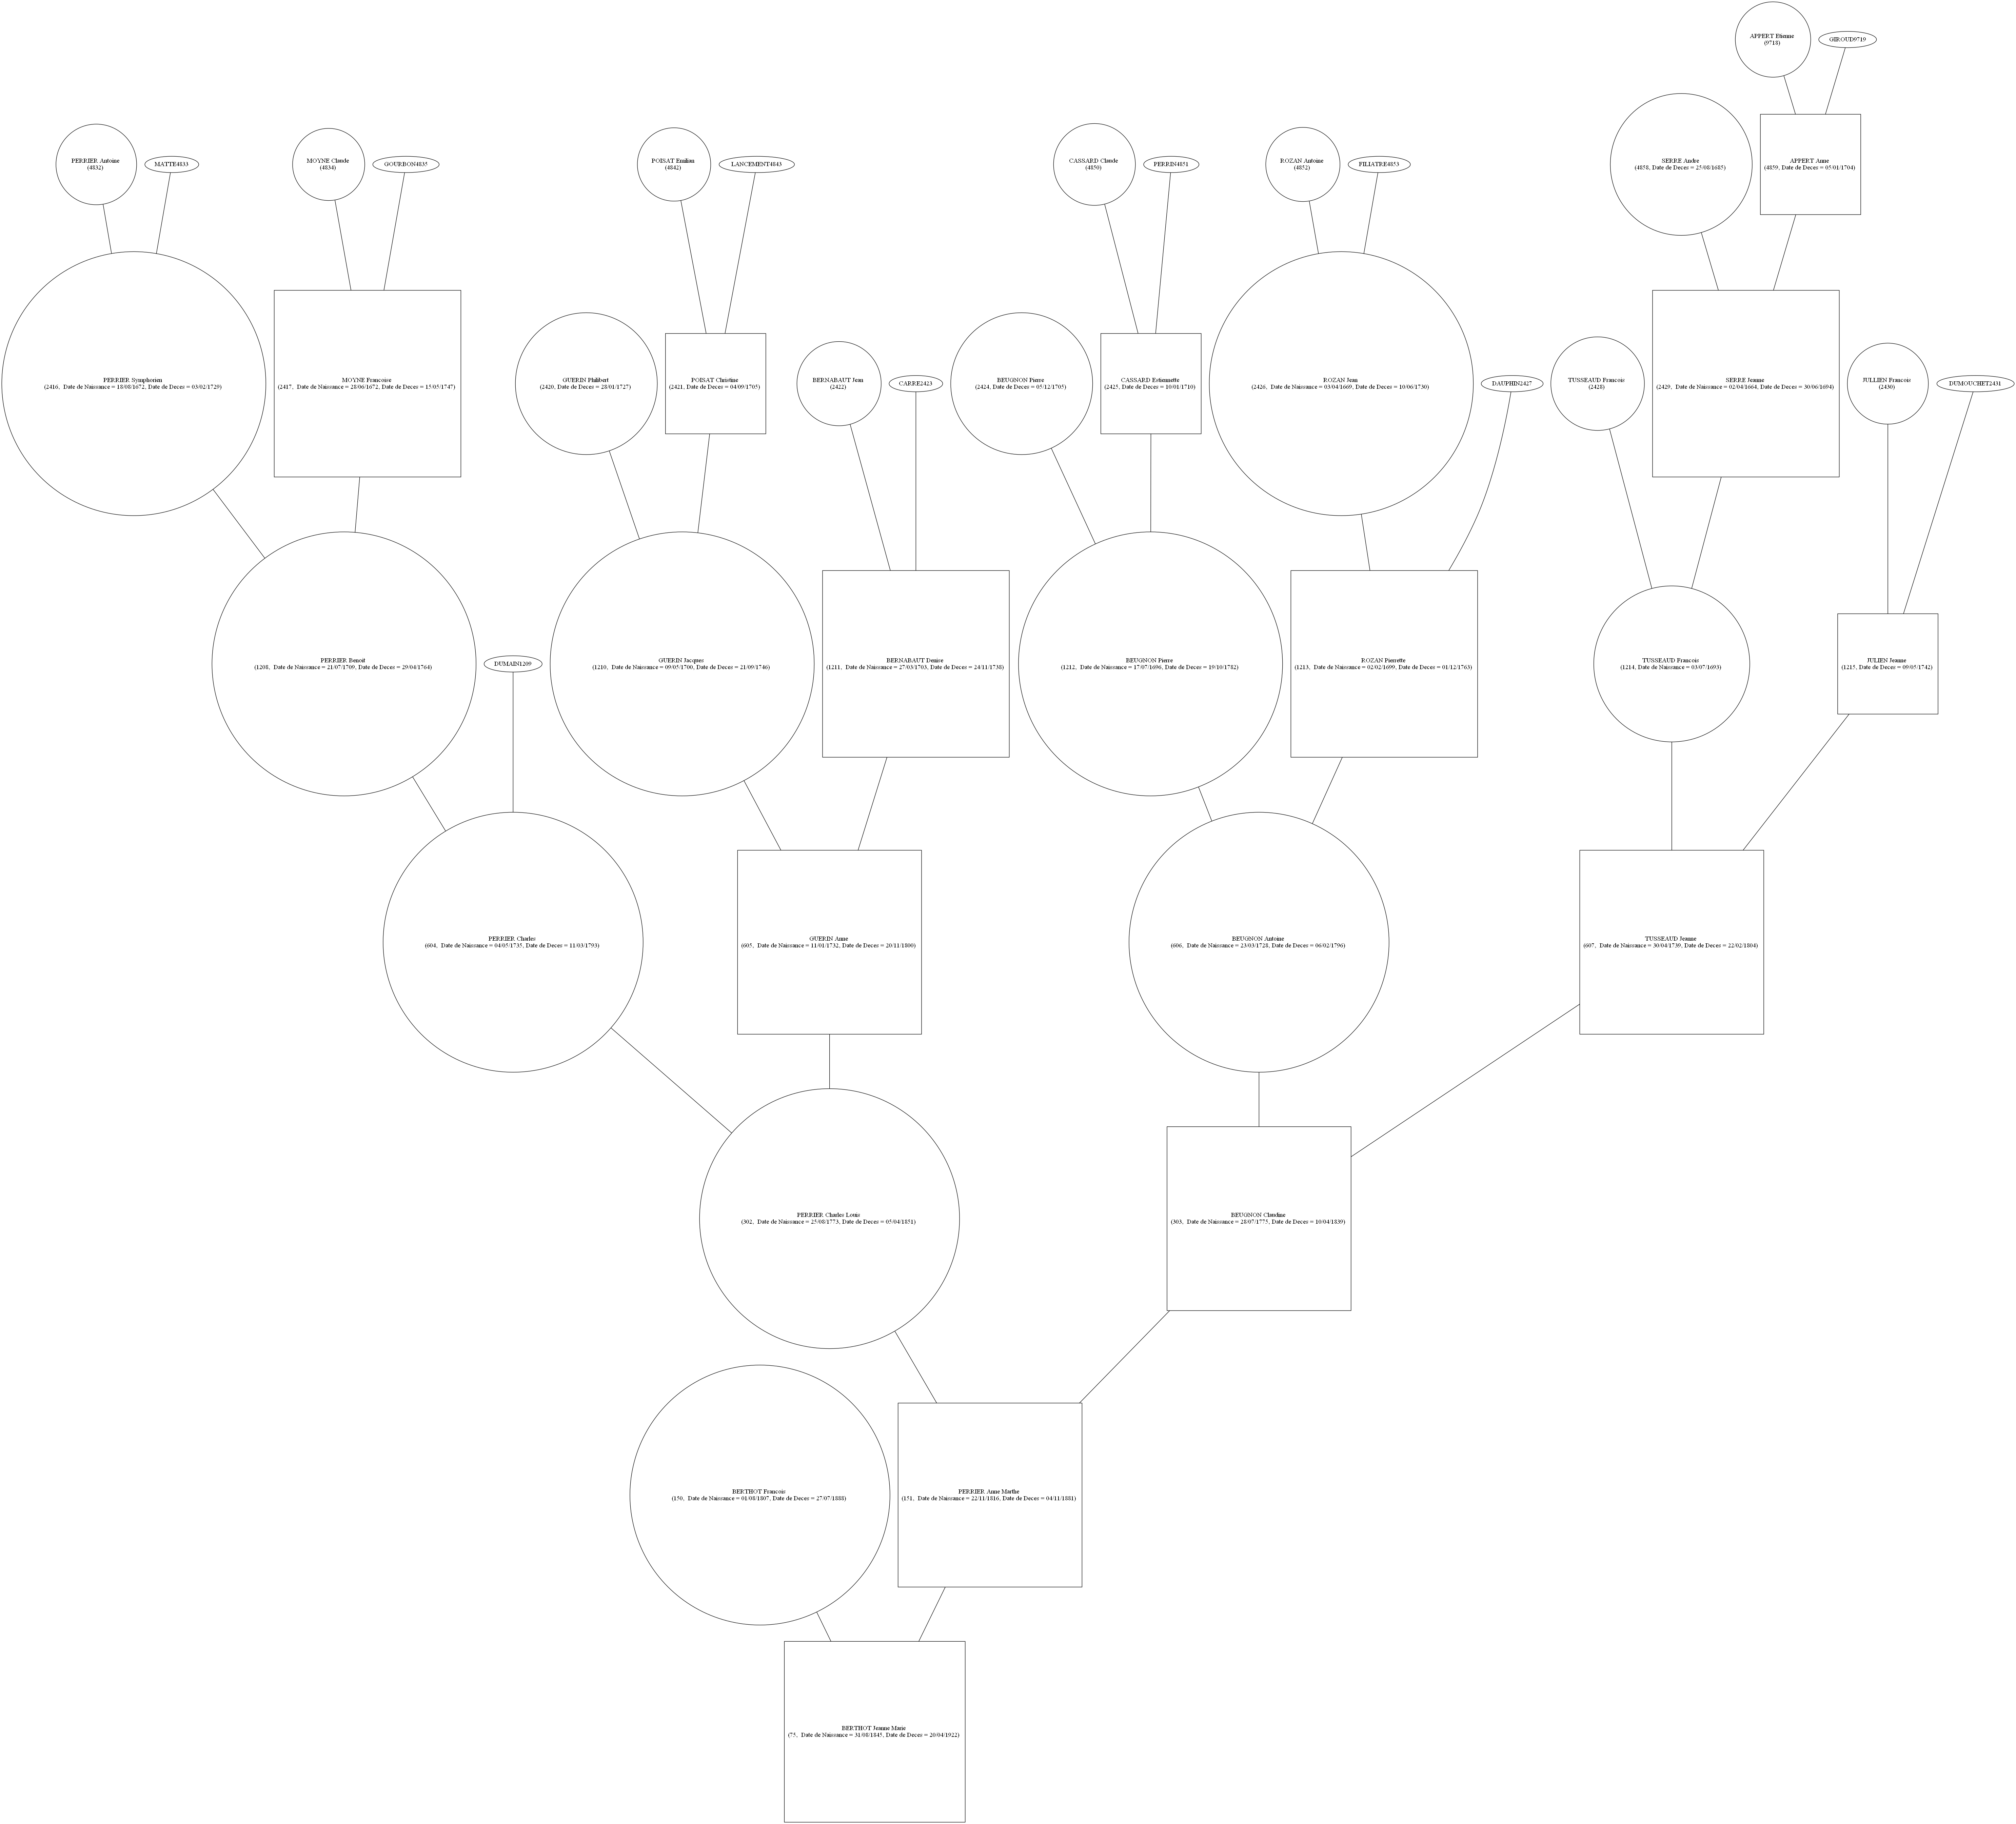 APPERT Etienne
(9718)
GIROUD9719
PERRIER Antoine
(4832)
MATTE4833
MOYNE Claude
(4834)
GOURBON4835
POISAT Emilian
(4842)
LANCEMENT4843
CASSARD Claude
(4850)
PERRIN4851
ROZAN Antoine
(4852)
FILIATRE4853
SERRE Andre
(4858, Date de Deces = 25/08/1685)
APPERT Anne
(4859, Date de Deces = 05/01/1704)
PERRIER Symphorien
(2416,  Date de Naissance = 18/08/1672, Date de Deces = 03/02/1729)
MOYNE Francoise
(2417,  Date de Naissance = 28/06/1672, Date de Deces = 15/05/1747)
GUERIN Philibert
(2420, Date de Deces = 28/01/1727)
POISAT Christine
(2421, Date de Deces = 04/09/1705)
BERNABAUT Jean
(2422)
CARRE2423
BEUGNON Pierre
(2424, Date de Deces = 05/12/1705)
CASSARD Estiennette
(2425, Date de Deces = 10/01/1710)
ROZAN Jean
(2426,  Date de Naissance = 03/04/1669, Date de Deces = 10/06/1730)
DAUPHIN2427
TUSSEAUD Francois
(2428)
SERRE Jeanne
(2429,  Date de Naissance = 02/04/1664, Date de Deces = 30/06/1694)
JULLIEN Francois
(2430)
DUMOUCHET2431
PERRIER Benoit
(1208,  Date de Naissance = 21/07/1709, Date de Deces = 29/04/1764)
DUMAIN1209
GUERIN Jacques
(1210,  Date de Naissance = 09/05/1700, Date de Deces = 21/09/1746)
BERNABAUT Denise
(1211,  Date de Naissance = 27/03/1703, Date de Deces = 24/11/1738)
BEUGNON Pierre
(1212,  Date de Naissance = 17/07/1696, Date de Deces = 19/10/1782)
ROZAN Pierrette
(1213,  Date de Naissance = 02/02/1699, Date de Deces = 01/12/1763)
TUSSEAUD Francois
(1214, Date de Naissance = 03/07/1693)
JULIEN Jeanne
(1215, Date de Deces = 09/05/1742)
PERRIER Charles
(604,  Date de Naissance = 04/05/1735, Date de Deces = 11/03/1793)
GUERIN Anne
(605,  Date de Naissance = 11/01/1732, Date de Deces = 20/11/1800)
BEUGNON Antoine
(606,  Date de Naissance = 23/03/1728, Date de Deces = 06/02/1796)
TUSSEAUD Jeanne
(607,  Date de Naissance = 30/04/1739, Date de Deces = 22/02/1804)
PERRIER Charles Louis
(302,  Date de Naissance = 25/08/1773, Date de Deces = 05/04/1851)
BEUGNON Claudine
(303,  Date de Naissance = 28/07/1775, Date de Deces = 10/04/1839)
BERTHOT Francois
(150,  Date de Naissance = 01/08/1807, Date de Deces = 27/07/1888)
PERRIER Anne Marthe
(151,  Date de Naissance = 22/11/1816, Date de Deces = 04/11/1881)
BERTHOT Jeanne Marie
(75,  Date de Naissance = 31/08/1845, Date de Deces = 20/04/1922)